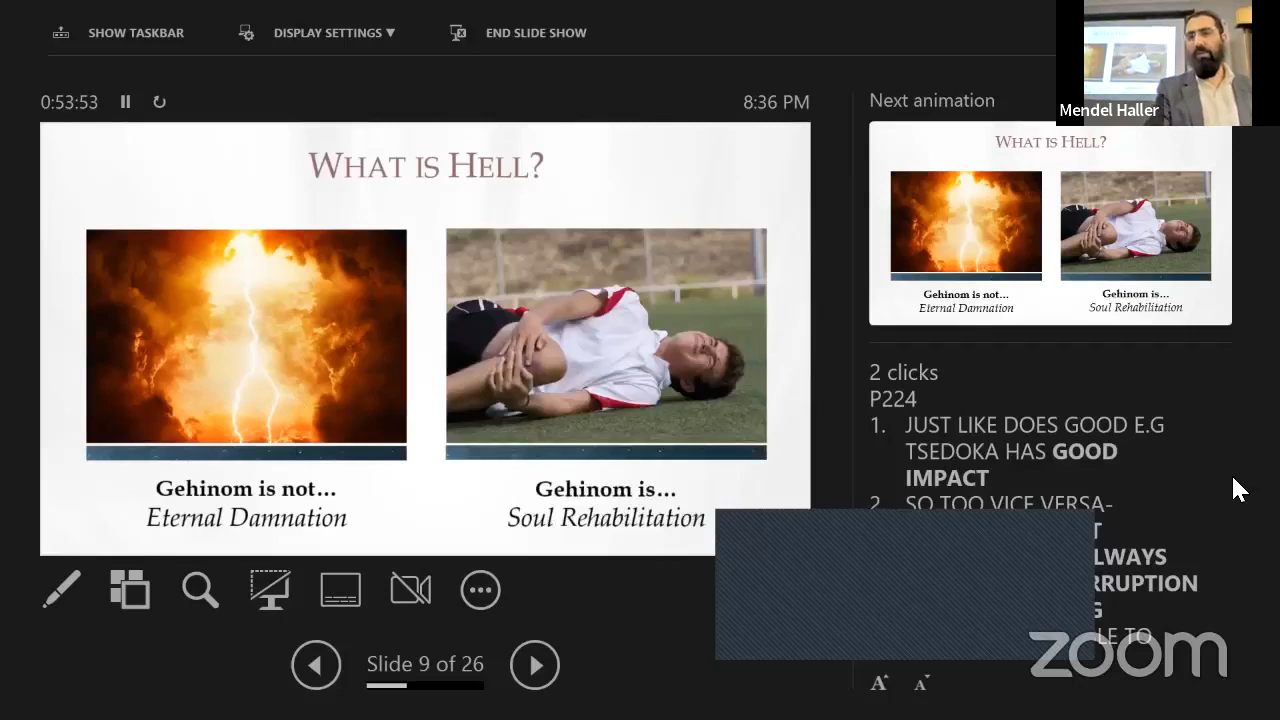 SHOW TASKBAR
DISPLAY SETTINGS ▼
END SLIDE SHOW
0:53:53
8:36 PM
WHAT IS HELL?
Gehinom is not...
Eternal Damnation
Gehinom is...
Soul Rehabilitation
Slide 9 of 26
Next animation
Mendel Haller
WHAT IS HELL?
Gehinom is not...
Eternal Damnation
Gehinom is...
Soul Rehabilitation
2 clicks
P224
1. JUST LIKE DOES GOOD E.G
TSEDOKA HAS GOOD
IMPACT
2. SO TOO VICE VERSA-
A A
zoom